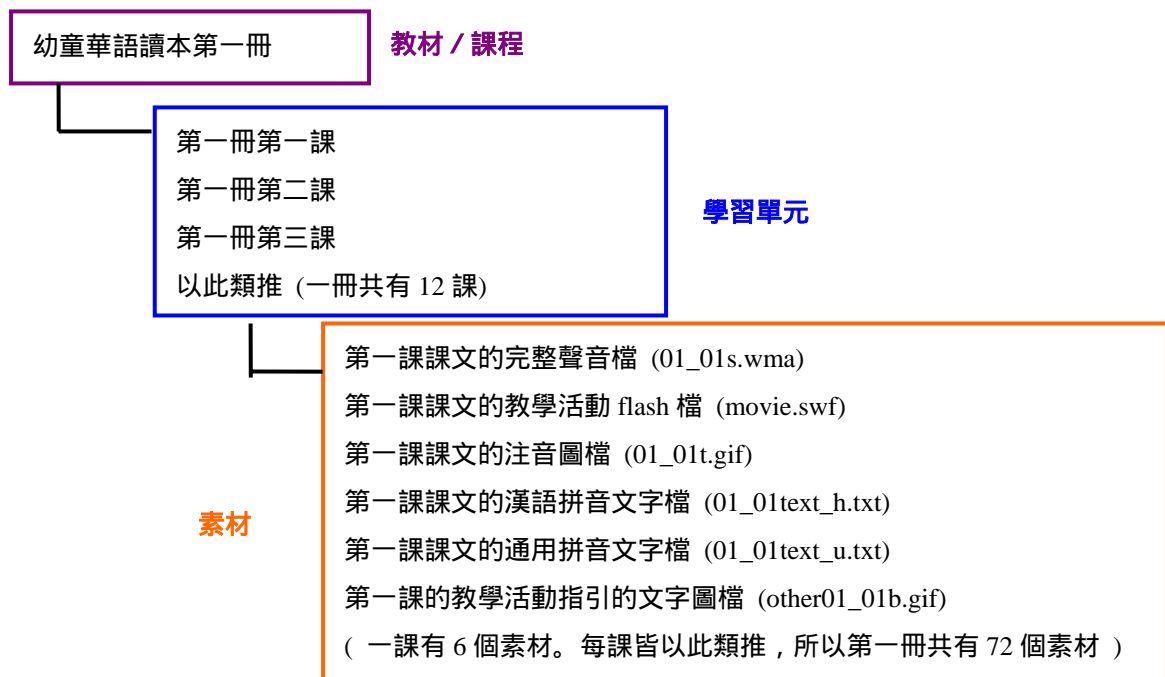 幼童華語讀本第一冊
教材 / 課程
第一冊第一課
第一冊第二課
第一冊第三課
以此類推 (一冊共有 12 課)
學習單元
第一課課文的完整聲音檔 (01_01s.wma)
第一課課文的教學活動 flash 檔 (movie.swf)
第一課課文的注音圖檔 (01_01t.gif)
第一課課文的漢語拼音文字檔 (01_01text_h.txt)
素材
第一課課文的通用拼音文字檔 (01_01text_u.txt)
第一課的教學活動指引的文字圖檔 (other01_01b.gif)
( 一課有 6 個素材。每課皆以此類推，所以第一冊共有 72 個素材 )